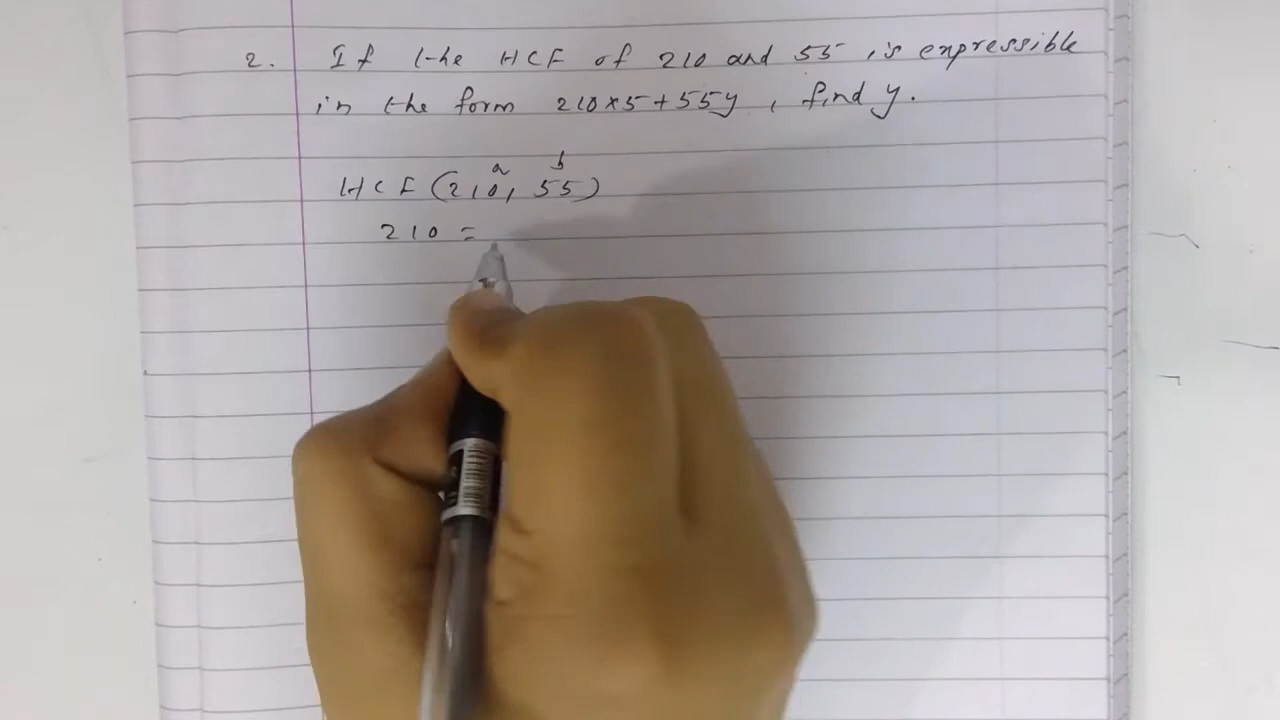 2. If the HCF of 210 and 55 is expressible
in the form 210×5+55y, find y.
a b
HCF(210, 55)
210 =